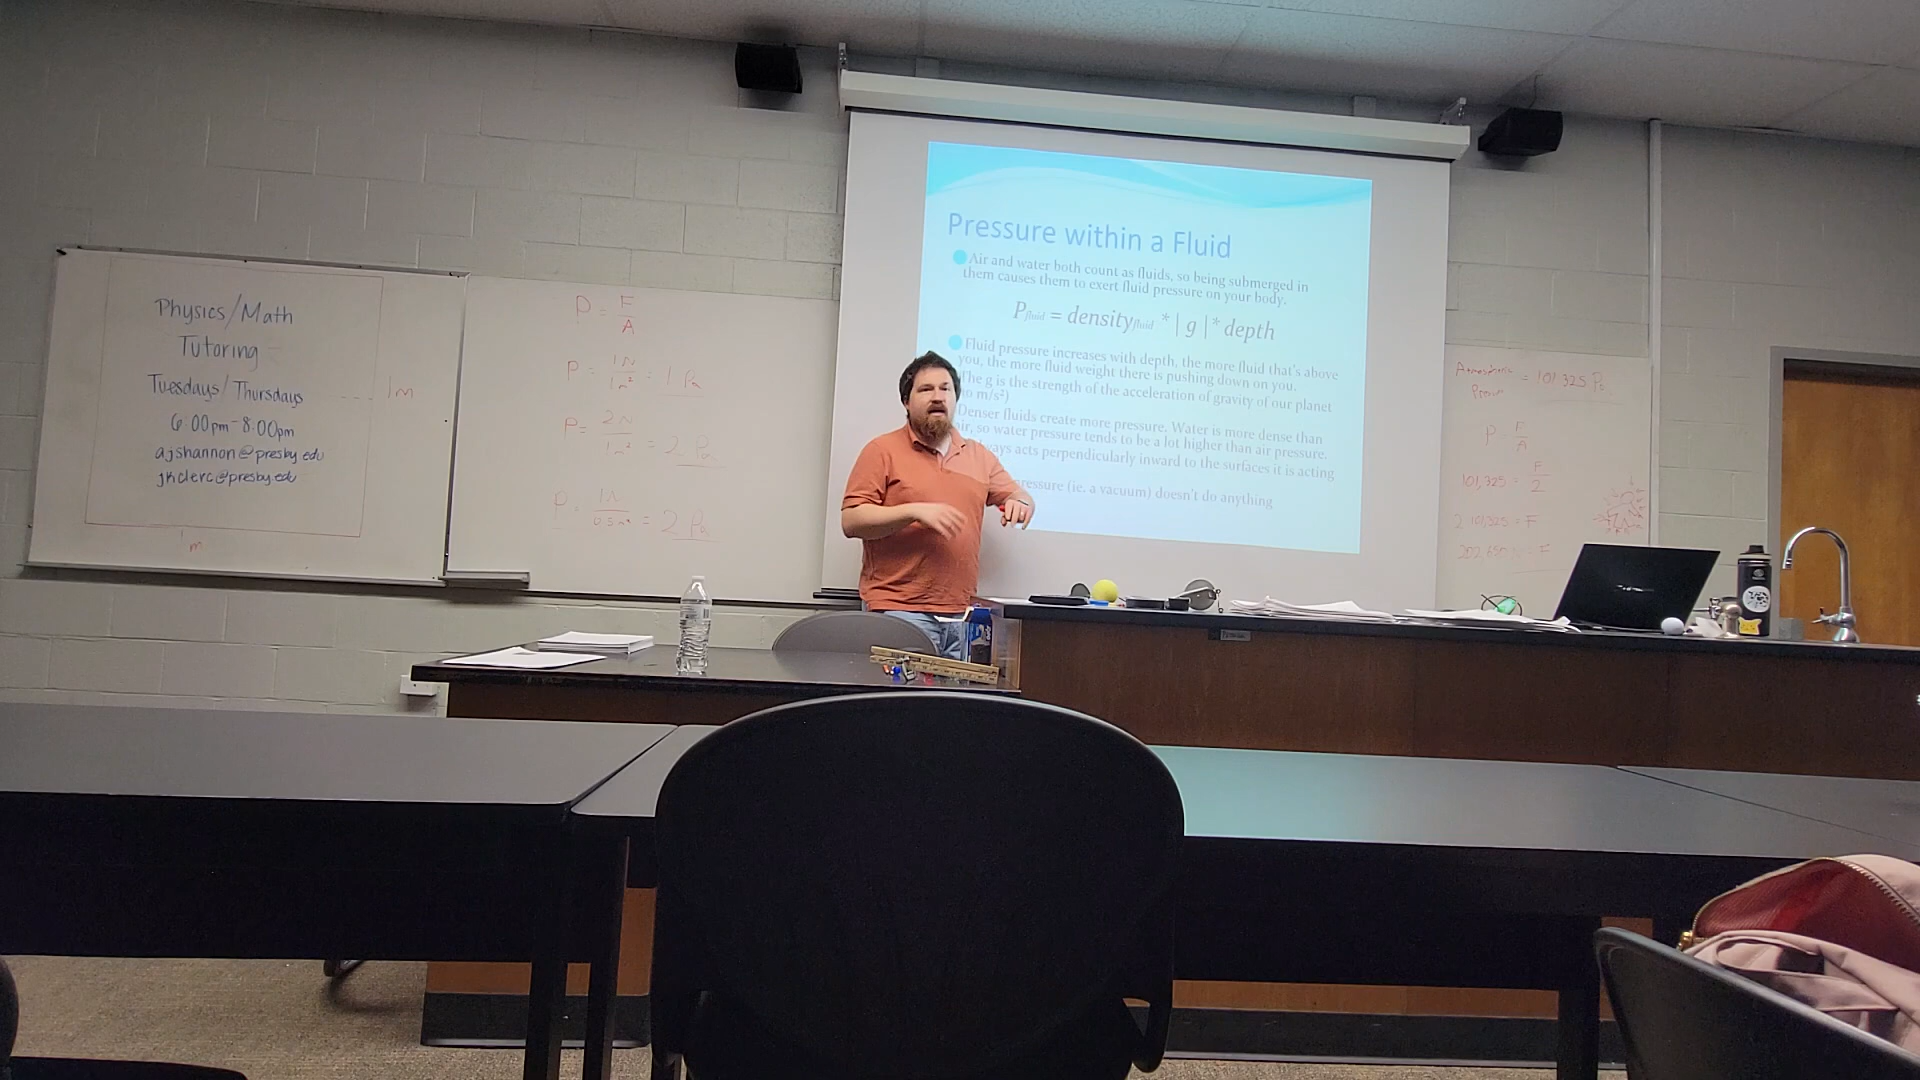 Physics/Math
Tutoring
Tuesdays/Thursdays
6:00pm-8:00pm
ajshannon@presby.edu
jkclerc@presby.edu
1m
1m
P = F/A
P = 1N/1m² = 1 Pa
P = 2N/1m² = 2 Pa
P = 1N/0.5m² = 2 Pa
Pressure within a Fluid
Air and water both count as fluids, so being submerged in
them causes them to exert fluid pressure on your body.
Pfluid = densityfluid * | g | * depth
Fluid pressure increases with depth, the more fluid that's above
you, the more fluid weight there is pushing down on you.
The g is the strength of the acceleration of gravity of our planet
m/s²)
Denser fluids create more pressure. Water is more dense than
air, so water pressure tends to be a lot higher than air pressure.
acts perpendicularly inward to the surfaces it is acting
pressure (ie. a vacuum) doesn't do anything
Atmospheric Pressure = 101,325 Pa
P = F/A
101,325 = F/2
2 · 101,325 = F
202,650 = F